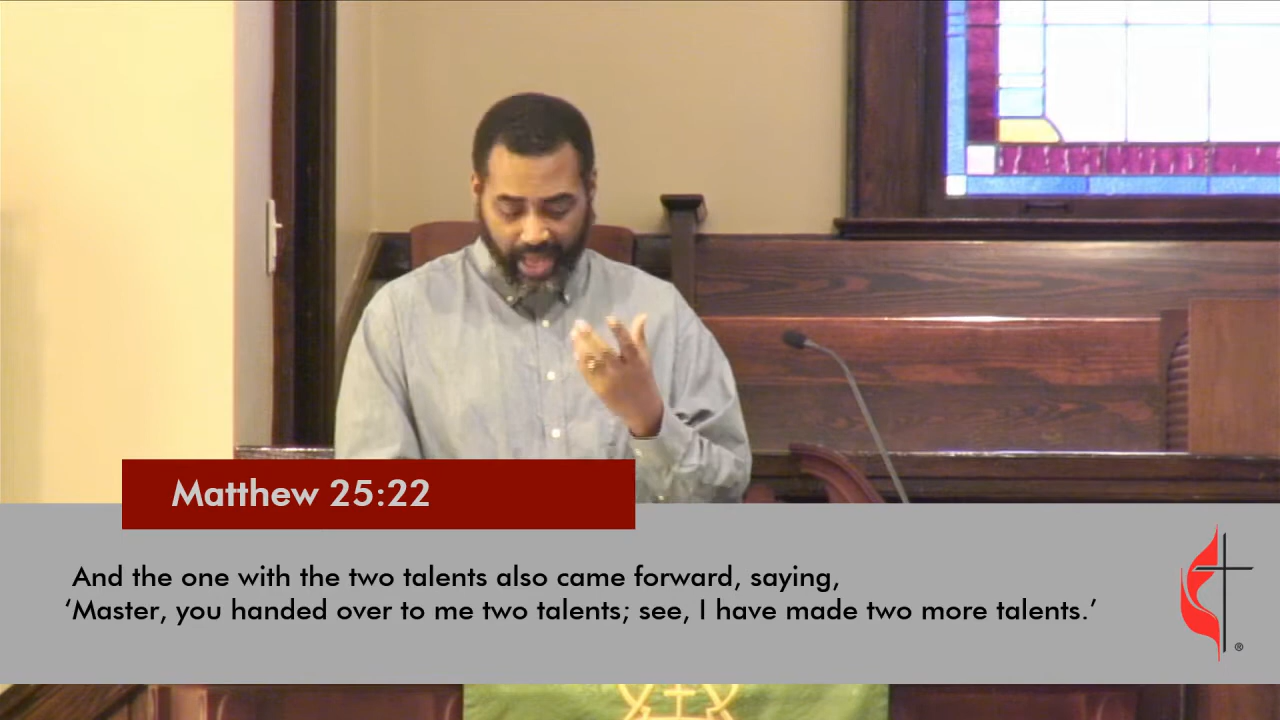 Matthew 25:22
And the one with the two talents also came forward, saying,
‘Master, you handed over to me two talents; see, I have made two more talents.’
®